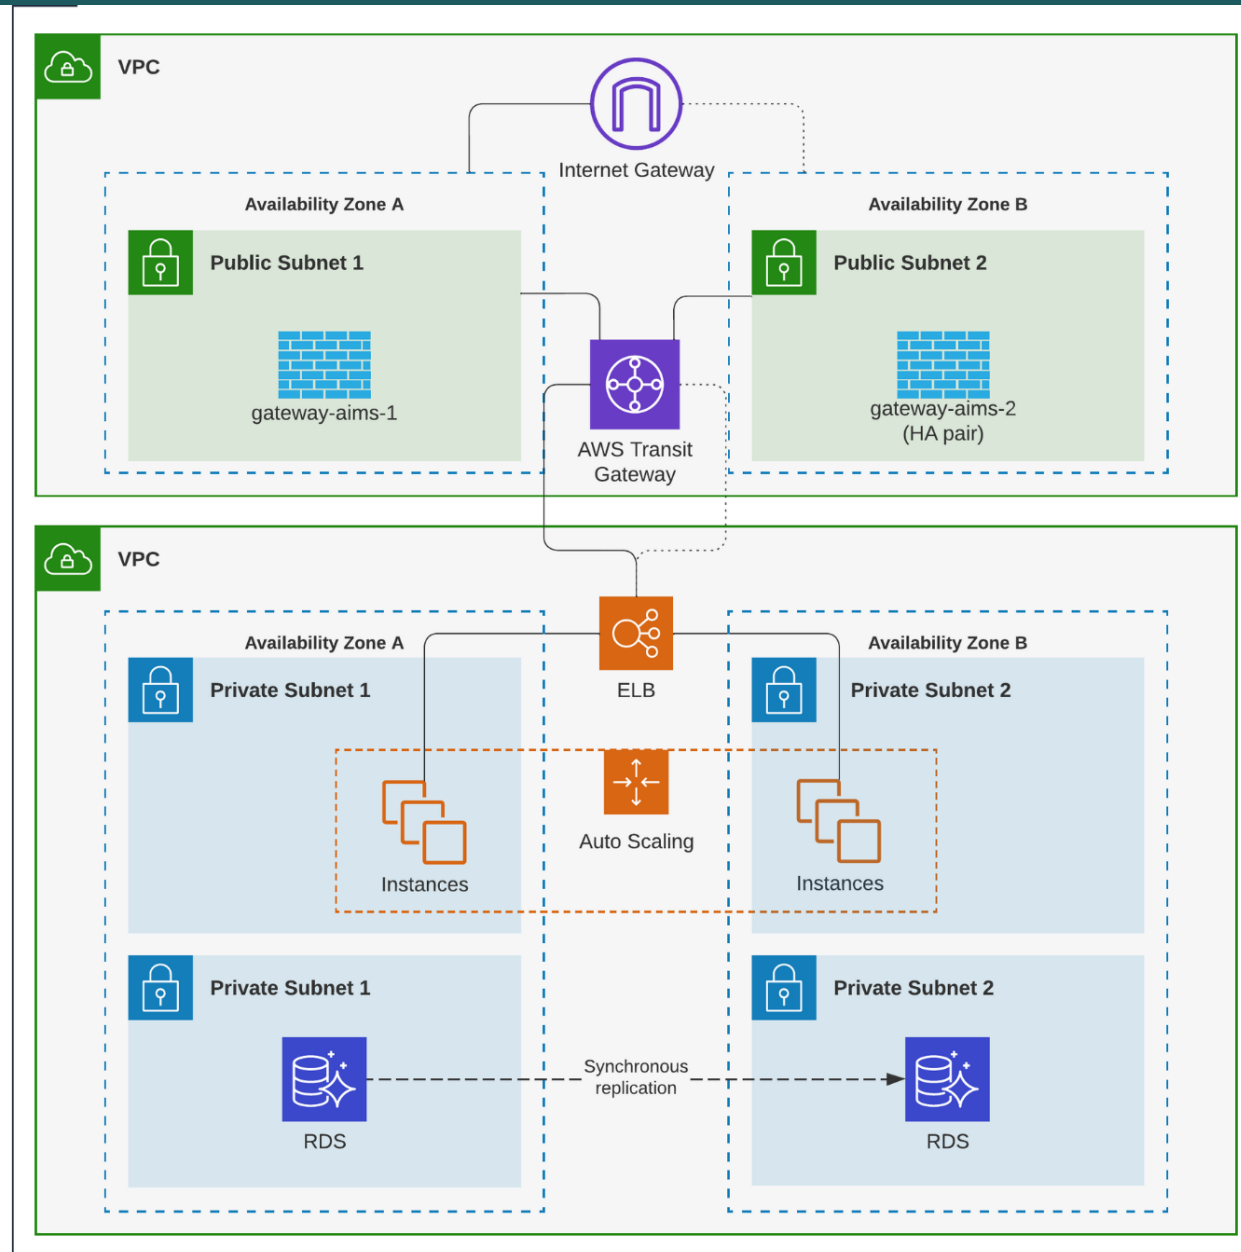 VPC
Internet Gateway
Availability Zone A
Availability Zone B
Public Subnet 1
Public Subnet 2
gateway-aims-1
gateway-aims-2
(HA pair)
AWS Transit
Gateway
VPC
Availability Zone A
Availability Zone B
Private Subnet 1
ELB
Private Subnet 2
Auto Scaling
Instances
Instances
Private Subnet 1
Private Subnet 2
Synchronous
replication
RDS
RDS